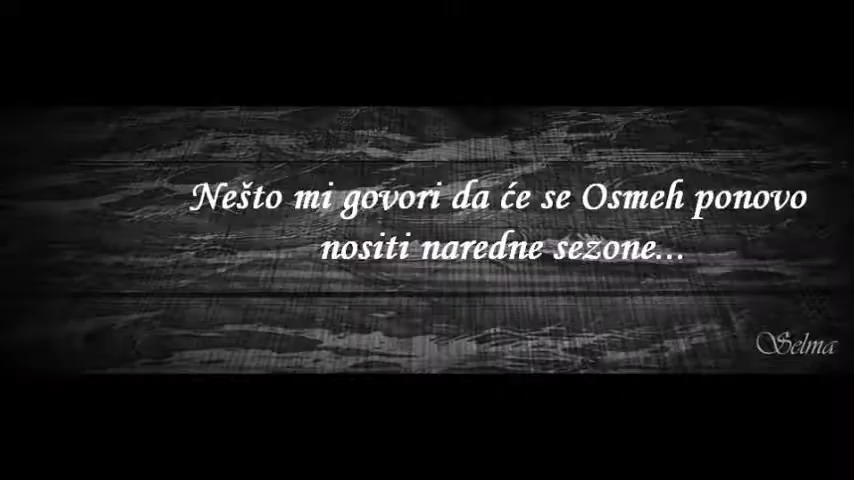 Nešto mi govori da će se Osmeh ponovo
nositi naredne sezone...
Selma